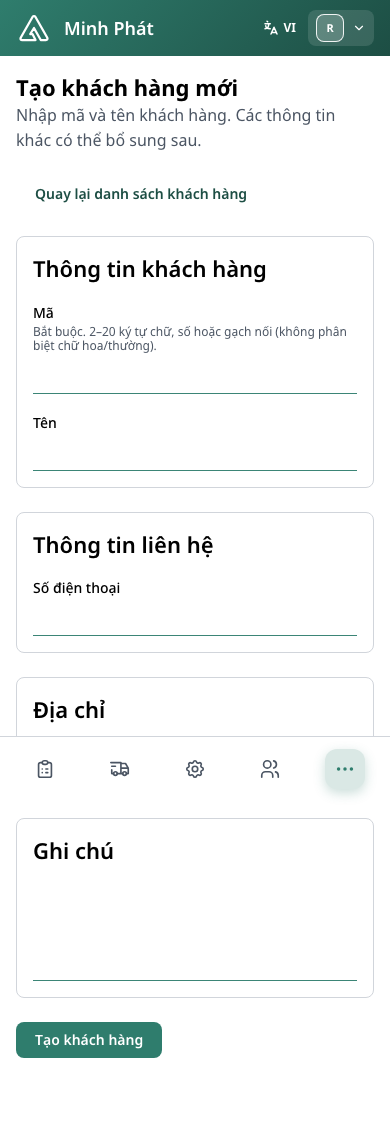 Minh Phát
VI
R
Tạo khách hàng mới
Nhập mã và tên khách hàng. Các thông tin
khác có thể bổ sung sau.
Quay lại danh sách khách hàng
Thông tin khách hàng
Mã
Bắt buộc. 2–20 ký tự chữ, số hoặc gạch nối (không phân
biệt chữ hoa/thường).
Tên
Thông tin liên hệ
Số điện thoại
Địa chỉ
Ghi chú
Tạo khách hàng